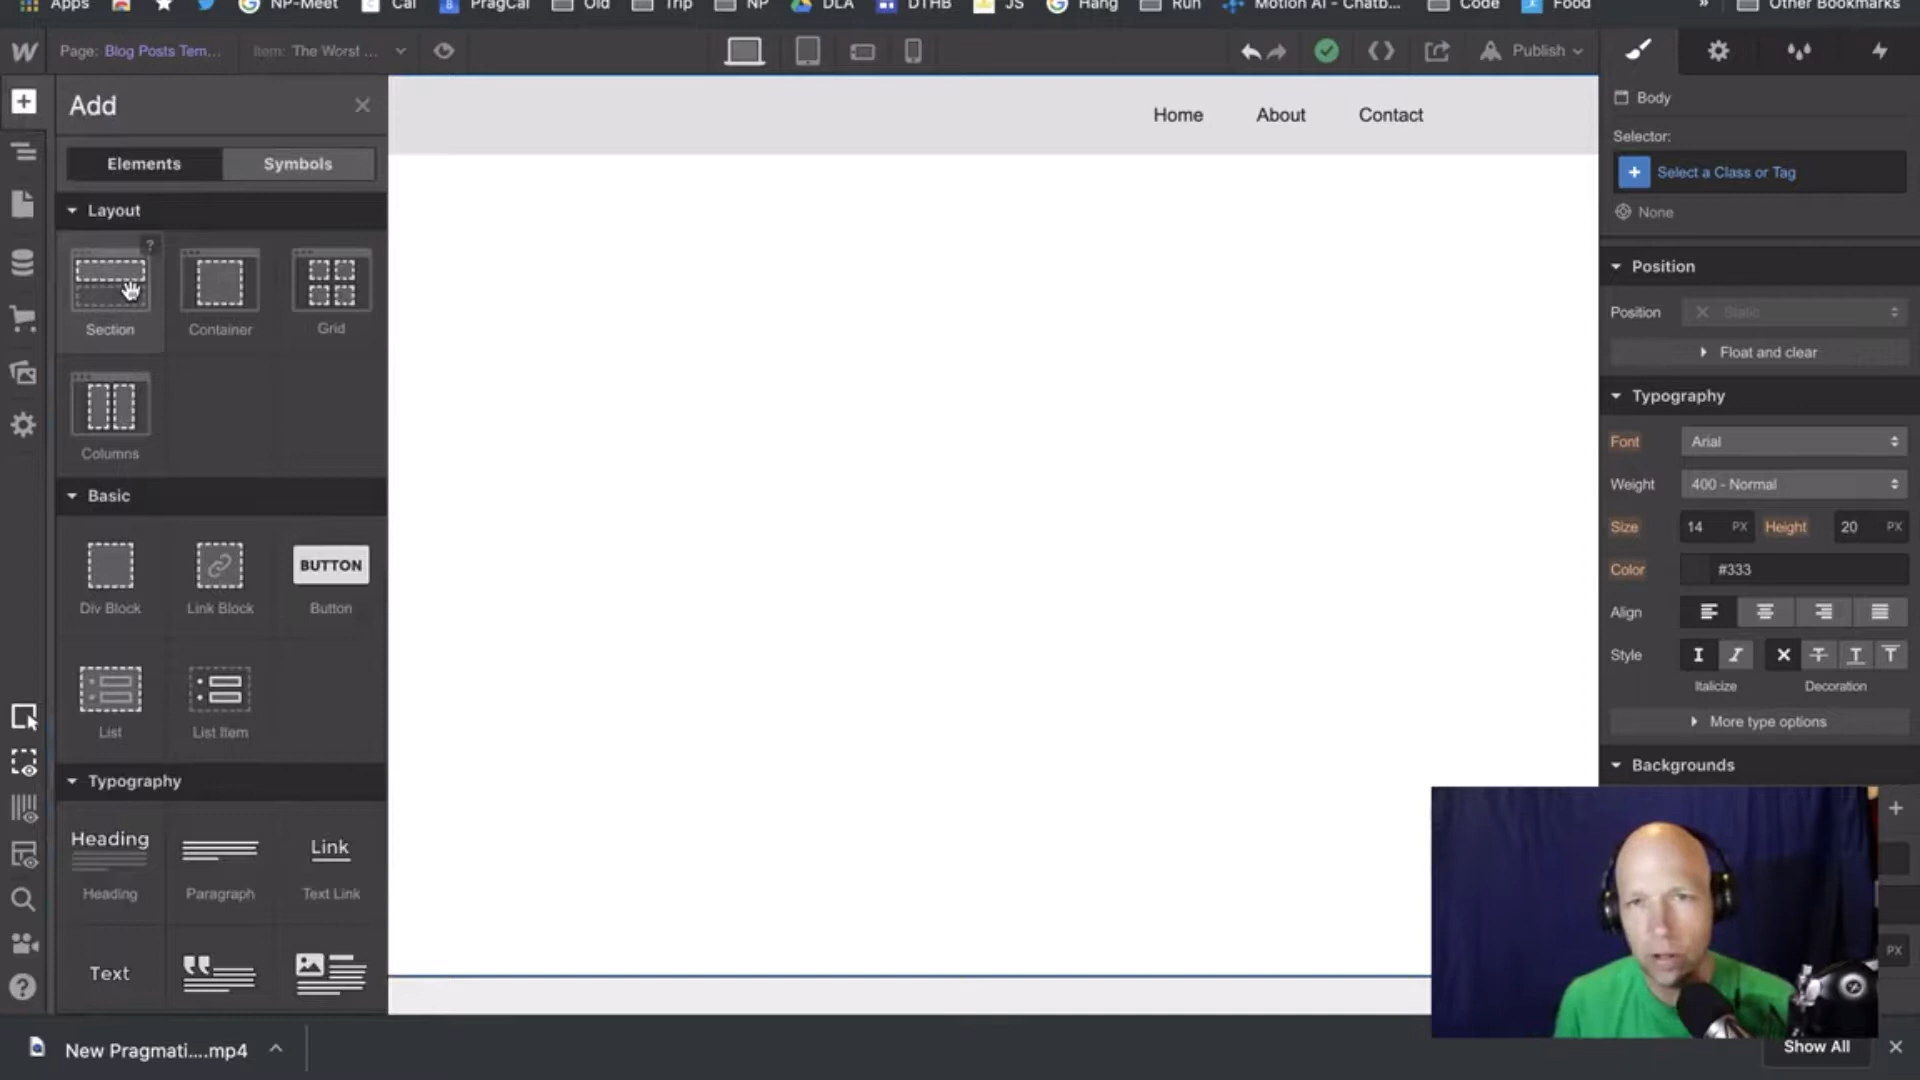 Apps
NP-Meet
Cal
PragCal
Old
Trip
NP
DLA
DTHB
JS
Hang
Run
Motion AI - Chatb...
Code
Food
»
Other Bookmarks
Page: Blog Posts Tem...
Item: The Worst ...
Publish
Add
Elements
Symbols
Layout
?
Section
Container
Grid
Columns
Basic
BUTTON
Div Block
Link Block
Button
List
List Item
Typography
Heading
Link
Heading
Paragraph
Text Link
Text
Home
About
Contact
Body
Selector:
+ Select a Class or Tag
None
Position
Position
Static
Float and clear
Typography
Font
Arial
Weight
400 - Normal
Size
14 PX
Height
20 PX
Color
#333
Align
Style
Italicize
Decoration
More type options
Backgrounds
PX
New Pragmati....mp4
Show All